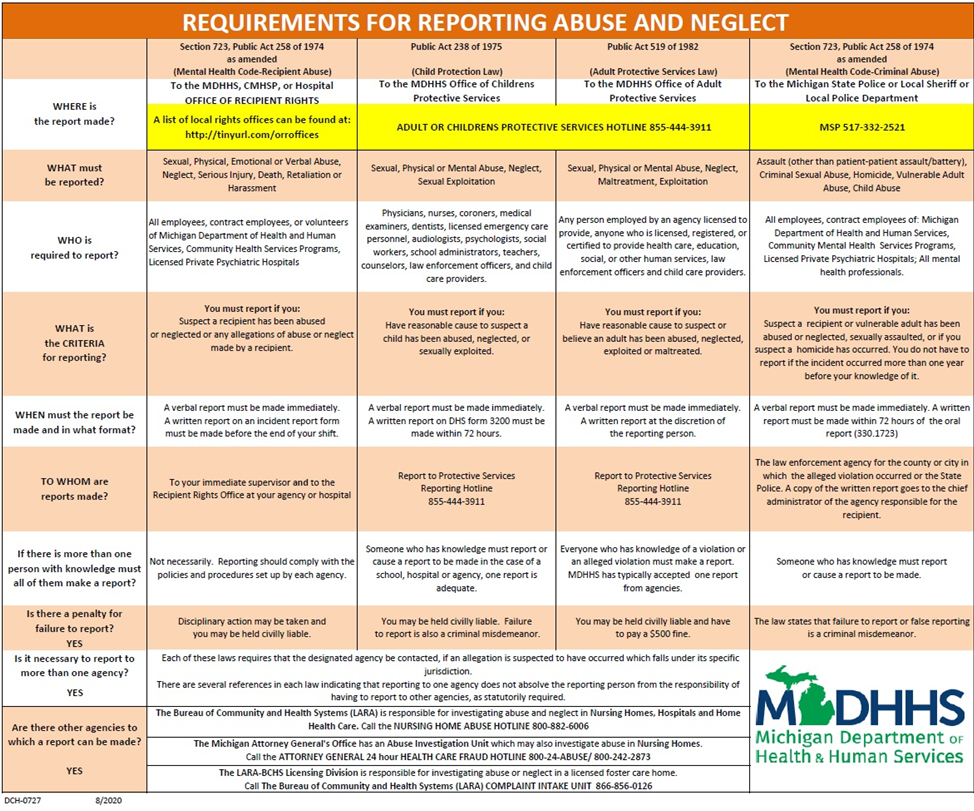 REQUIREMENTS FOR REPORTING ABUSE AND NEGLECT
Section 723, Public Act 258 of 1974
as amended
(Mental Health Code-Recipient Abuse)
Public Act 238 of 1975
(Child Protection Law)
Public Act 519 of 1982
(Adult Protective Services Law)
Section 723, Public Act 258 of 1974
as amended
(Mental Health Code-Criminal Abuse)
WHERE is
the report made?
To the MDHHS, CMHSP, or Hospital
OFFICE OF RECIPIENT RIGHTS
To the MDHHS Office of Childrens
Protective Services
To the MDHHS Office of Adult
Protective Services
To the Michigan State Police or Local Sheriff or
Local Police Department
A list of local rights offices can be found at:
http://tinyurl.com/orroffices
ADULT OR CHILDRENS PROTECTIVE SERVICES HOTLINE 855-444-3911
MSP 517-332-2521
WHAT must
be reported?
Sexual, Physical, Emotional or Verbal Abuse,
Neglect, Serious Injury, Death, Retaliation or
Harassment
Sexual, Physical or Mental Abuse, Neglect,
Sexual Exploitation
Sexual, Physical or Mental Abuse, Neglect,
Maltreatment, Exploitation
Assault (other than patient-patient assault/battery),
Criminal Sexual Abuse, Homicide, Vulnerable Adult
Abuse, Child Abuse
WHO is
required to report?
All employees, contract employees, or volunteers
of Michigan Department of Health and Human
Services, Community Health Services Programs,
Licensed Private Psychiatric Hospitals
Physicians, nurses, coroners, medical
examiners, dentists, licensed emergency care
personnel, audiologists, psychologists, social
workers, school administrators, teachers,
counselors, law enforcement officers, and child
care providers.
Any person employed by an agency licensed to
provide, anyone who is licensed, registered, or
certified to provide health care, education,
social, or other human services, law
enforcement officers and child care providers.
All employees, contract employees of: Michigan
Department of Health and Human Services,
Community Mental Health Services Programs,
Licensed Private Psychiatric Hospitals; All mental
health professionals.
WHAT is
the CRITERIA
for reporting?
You must report if you:
Suspect a recipient has been abused
or neglected or any allegations of abuse or neglect
made by a recipient.
You must report if you:
Have reasonable cause to suspect a
child has been abused, neglected, or
sexually exploited.
You must report if you:
Have reasonable cause to suspect or
believe an adult has been abused, neglected,
exploited or maltreated.
You must report if you:
Suspect a recipient or vulnerable adult has been
abused or neglected, sexually assaulted, or if you
suspect a homicide has occurred. You do not have to
report if the incident occurred more than one year
before your knowledge of it.
WHEN must the report be
made and in what format?
A verbal report must be made immediately.
A written report on an incident report form
must be made before the end of your shift.
A verbal report must be made immediately.
A written report on DHS form 3200 must be
made within 72 hours.
A verbal report must be made immediately.
A written report at the discretion of
the reporting person.
A verbal report must be made immediately. A written
report must be made within 72 hours of the oral
report (330.1723)
TO WHOM are
reports made?
To your immediate supervisor and to the
Recipient Rights Office at your agency or hospital
Report to Protective Services
Reporting Hotline
855-444-3911
Report to Protective Services
Reporting Hotline
855-444-3911
The law enforcement agency for the county or city in
which the alleged violation occurred or the State
Police. A copy of the written report goes to the chief
administrator of the agency responsible for the
recipient.
If there is more than one
person with knowledge must
all of them make a report?
Not necessarily. Reporting should comply with the
policies and procedures set up by each agency.
Someone who has knowledge must report or
cause a report to be made in the case of a
school, hospital or agency, one report is
adequate.
Everyone who has knowledge of a violation or
an alleged violation must make a report.
MDHHS has typically accepted one report
from agencies.
Someone who has knowledge must report
or cause a report to be made.
Is there a penalty for
failure to report?
YES
Disciplinary action may be taken and
you may be held civilly liable.
You may be held civilly liable. Failure
to report is also a criminal misdemeanor.
You may be held civilly liable and have
to pay a $500 fine.
The law states that failure to report or false reporting
is a criminal misdemeanor.
Is it necessary to report to
more than one agency?
YES
Each of these laws requires that the designated agency be contacted, if an allegation is suspected to have occurred which falls under its specific
jurisdiction.
There are several references in each law indicating that reporting to one agency does not absolve the reporting person from the responsibility of
having to report to other agencies, as statutorily required.
Are there other agencies to
which a report can be made?
YES
The Bureau of Community and Health Systems (LARA) is responsible for investigating abuse and neglect in Nursing Homes, Hospitals and Home
Health Care. Call the NURSING HOME ABUSE HOTLINE 800-882-6006
The Michigan Attorney General's Office has an Abuse Investigation Unit which may also investigate abuse in Nursing Homes.
Call the ATTORNEY GENERAL 24 hour HEALTH CARE FRAUD HOTLINE 800-24-ABUSE/ 800-242-2873
The LARA-BCHS Licensing Division is responsible for investigating abuse or neglect in a licensed foster care home.
Call The Bureau of Community and Health Systems (LARA) COMPLAINT INTAKE UNIT 866-856-0126
MDHHS
Michigan Department OF
Health & Human Services
DCH-0727 8/2020